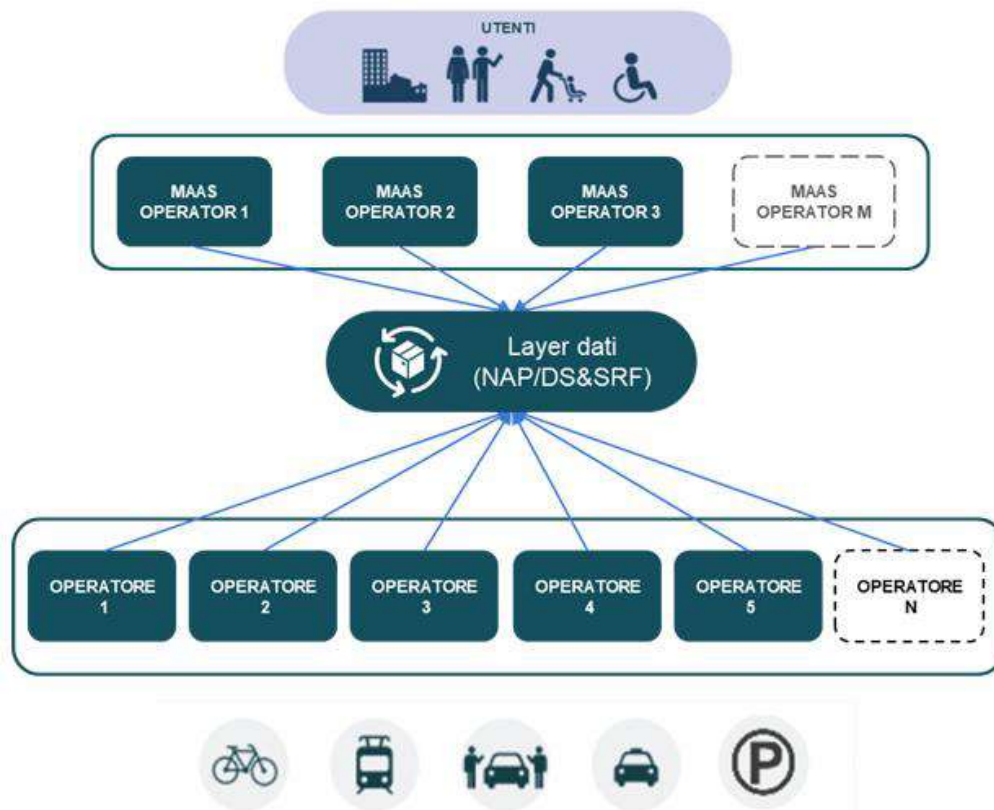 UTENTI
MAAS
OPERATOR 1
MAAS
OPERATOR 2
MAAS
OPERATOR 3
MAAS
OPERATOR M
Layer dati
(NAP/DS&SRF)
OPERATORE
1
OPERATORE
2
OPERATORE
3
OPERATORE
4
OPERATORE
5
OPERATORE
N
P